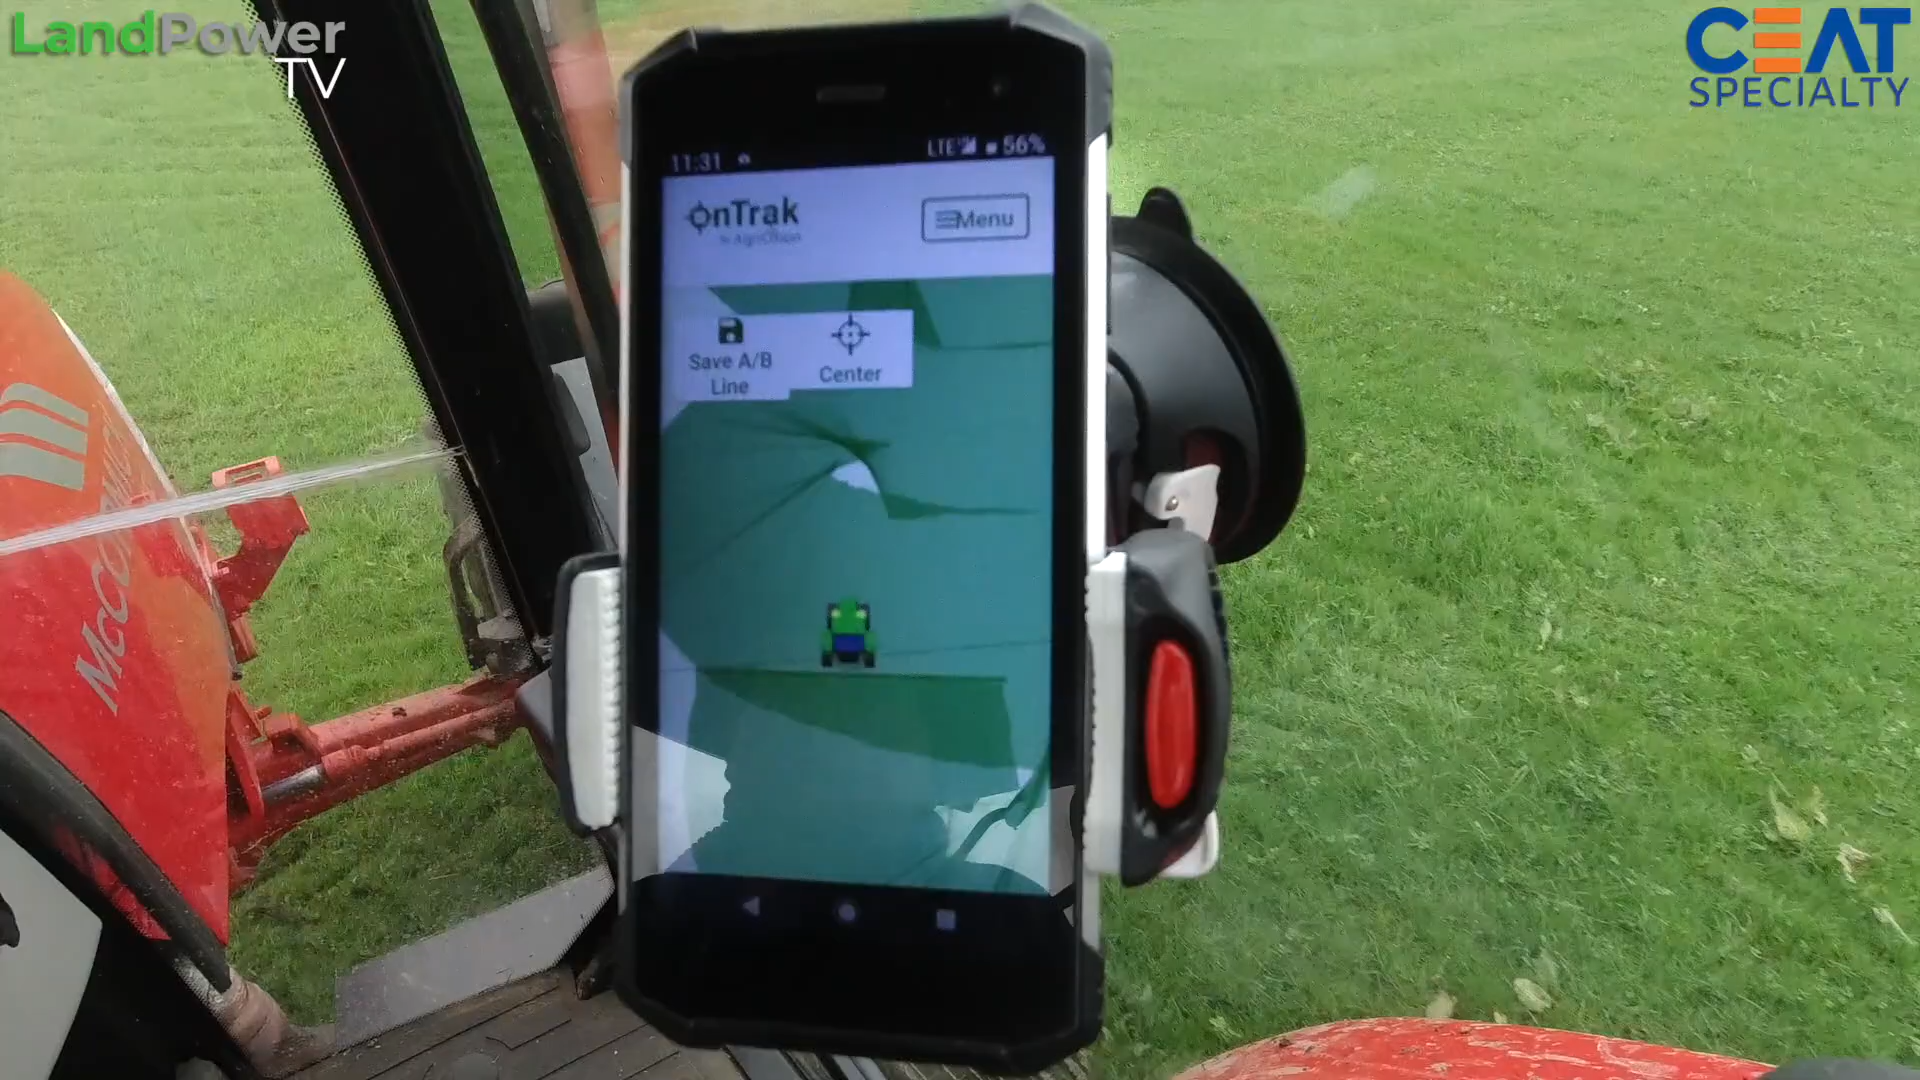 LandPower
TV
CEAT
SPECIALTY
11:31
LTE
56%
OnTrak
Menu
Save A/B
Line
Center